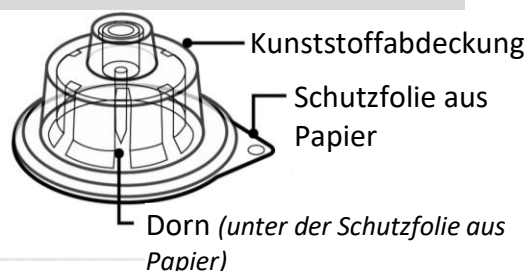 Kunststoffabdeckung
Schutzfolie aus
Papier
Dorn (unter der Schutzfolie aus
Papier)